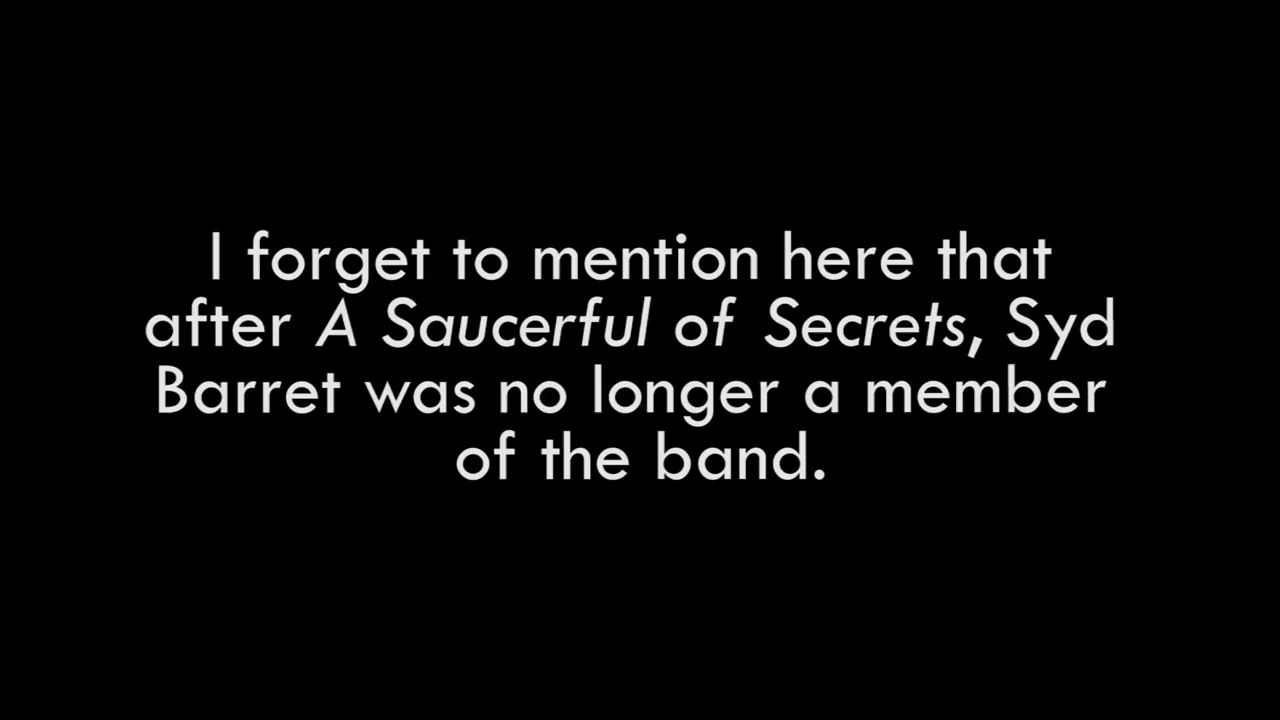 I forget to mention here that
after A Saucerful of Secrets, Syd
Barret was no longer a member
of the band.